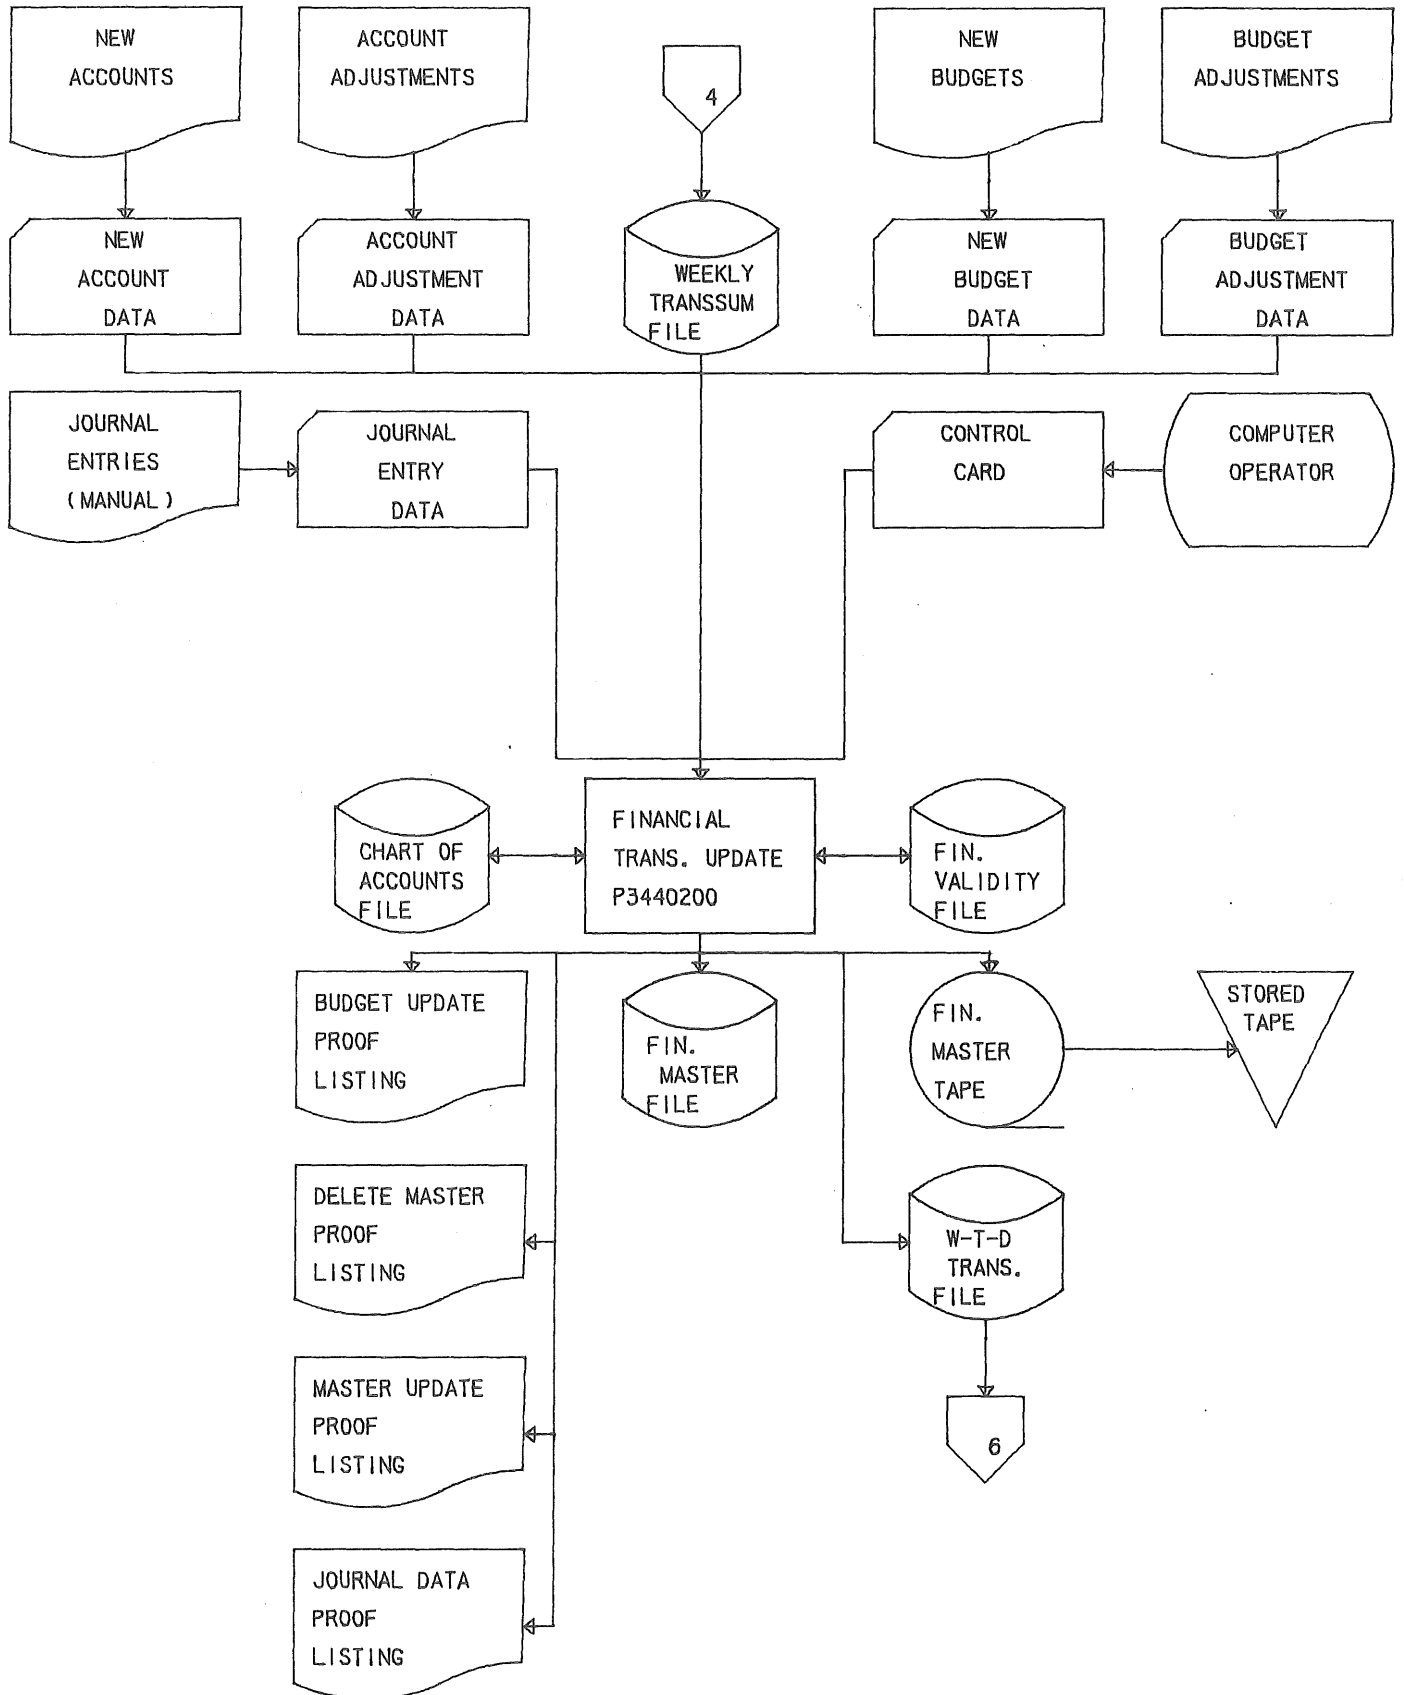 NEW
ACCOUNTS
ACCOUNT
ADJUSTMENTS
4
NEW
BUDGETS
BUDGET
ADJUSTMENTS
NEW
ACCOUNT
DATA
ACCOUNT
ADJUSTMENT
DATA
WEEKLY
TRANSSUM
FILE
NEW
BUDGET
DATA
BUDGET
ADJUSTMENT
DATA
JOURNAL
ENTRIES
(MANUAL)
JOURNAL
ENTRY
DATA
CONTROL
CARD
COMPUTER
OPERATOR
CHART OF
ACCOUNTS
FILE
FINANCIAL
TRANS. UPDATE
P3440200
FIN.
VALIDITY
FILE
BUDGET UPDATE
PROOF
LISTING
FIN.
MASTER
FILE
FIN.
MASTER
TAPE
STORED
TAPE
DELETE MASTER
PROOF
LISTING
W-T-D
TRANS.
FILE
MASTER UPDATE
PROOF
LISTING
6
JOURNAL DATA
PROOF
LISTING